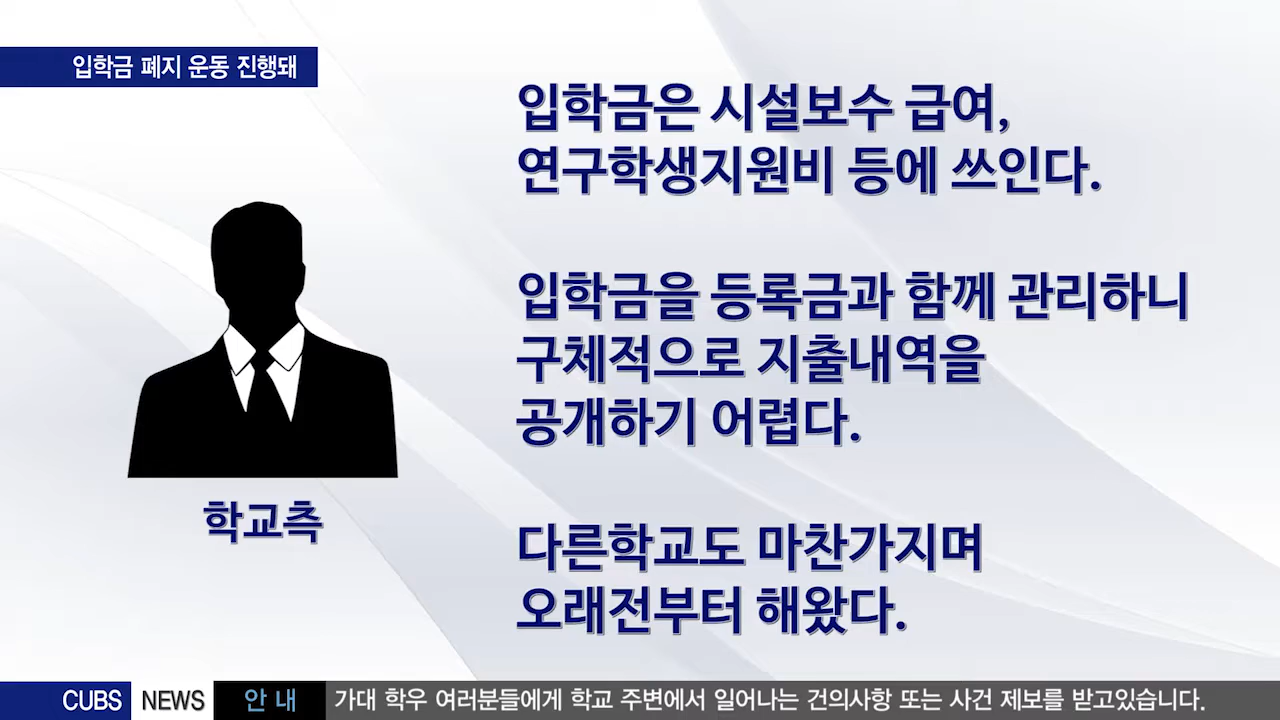 입학금 폐지 운동 진행돼
입학금은 시설보수 급여,
연구학생지원비 등에 쓰인다.
입학금을 등록금과 함께 관리하니
구체적으로 지출내역을
공개하기 어렵다.
다른학교도 마찬가지며
오래전부터 해왔다.
학교측
CUBS NEWS 안 내 가대 학우 여러분들에게 학교 주변에서 일어나는 건의사항 또는 사건 제보를 받고있습니다.